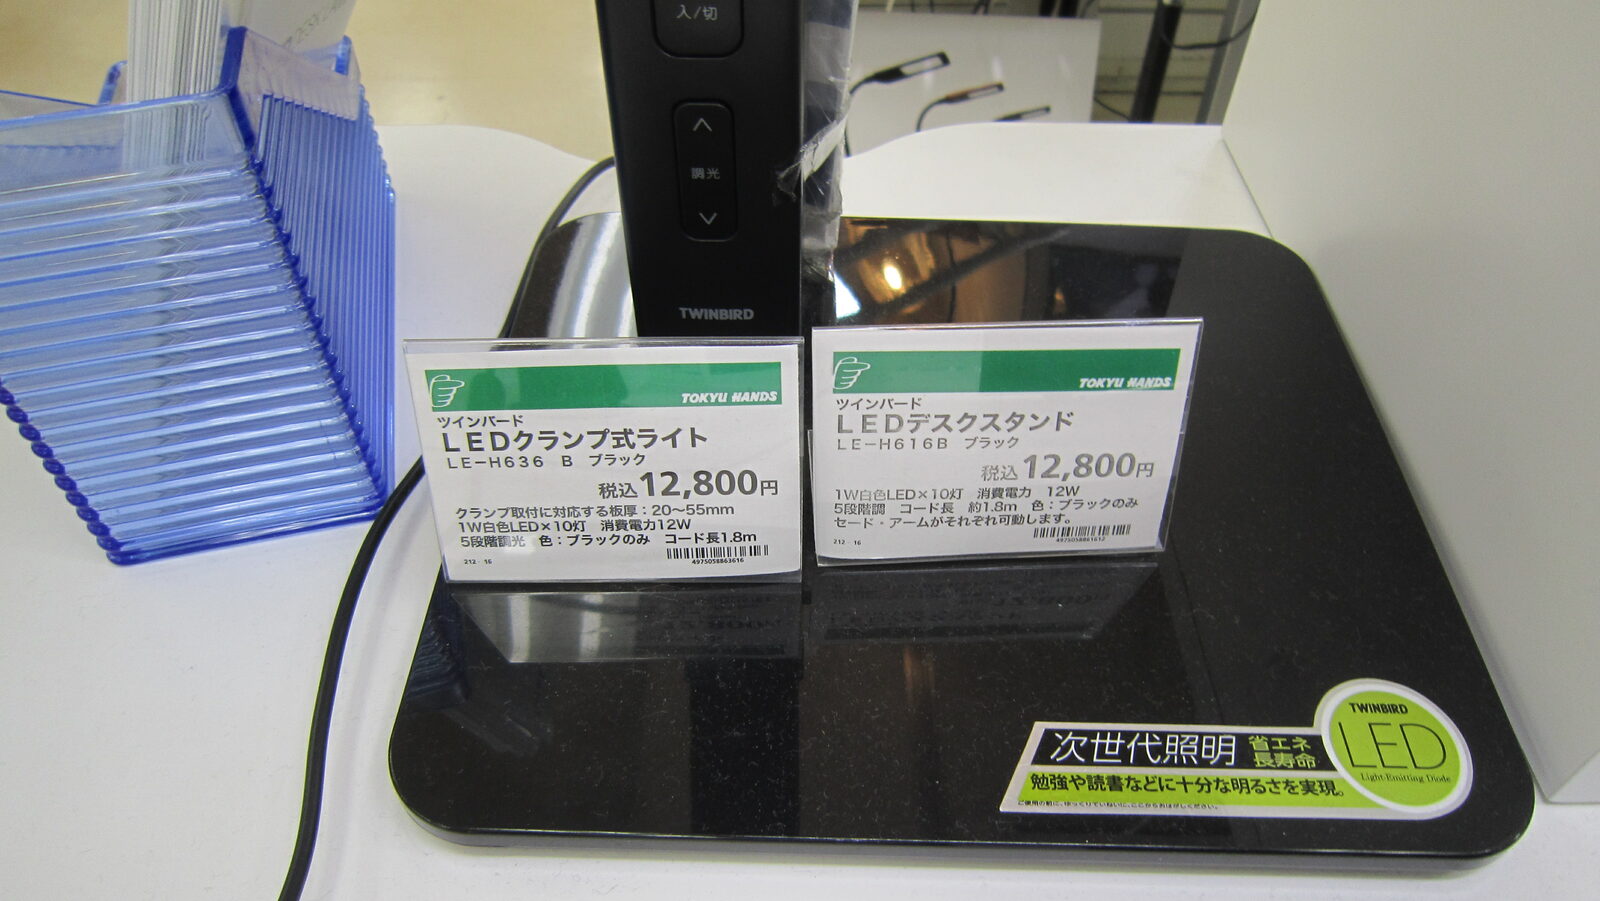 入/切
調光
TWINBIRD
TOKYU HANDS
ツインバード
LEDクランプ式ライト
LE-H636 B ブラック
税込12,800円
クランプ取付に対応する板厚：20～55mm
1W白色LED×10灯 消費電力12W
5段階調光 色：ブラックのみ コード長1.8m
212-16
4975058863616
TOKYU HANDS
ツインバード
LEDデスクスタンド
LE-H616B ブラック
税込12,800円
1W白色LED×10灯 消費電力 12W
5段階調 コード長 約1.8m 色：ブラックのみ
セード・アームがそれぞれ可動します。
212-16
4975058861612
TWINBIRD
LED
Light Emitting Diode
次世代照明 省エネ 長寿命
勉強や読書などに十分な明るさを実現。